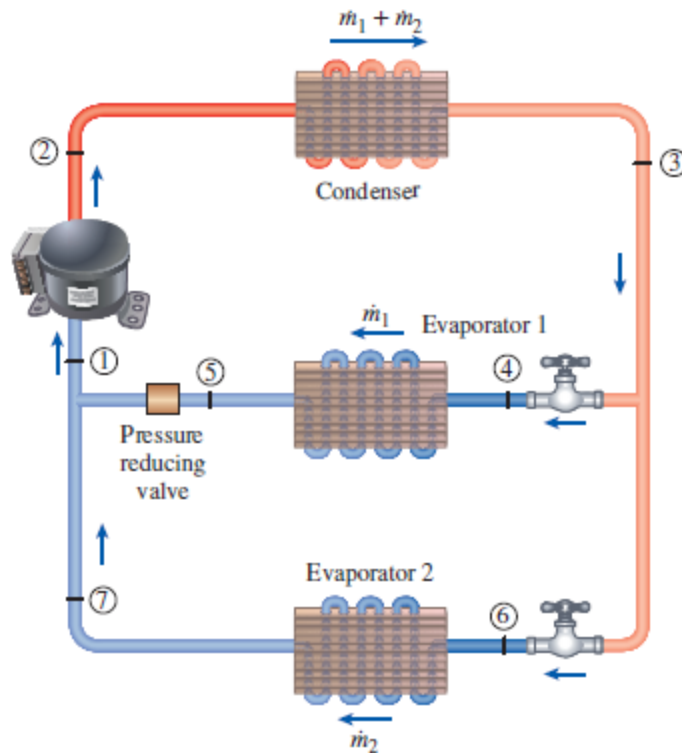 ṁ₁ + ṁ₂
②
③
Condenser
ṁ₁
Evaporator 1
①
⑤
④
Pressure
reducing
valve
Evaporator 2
⑦
⑥
ṁ₂